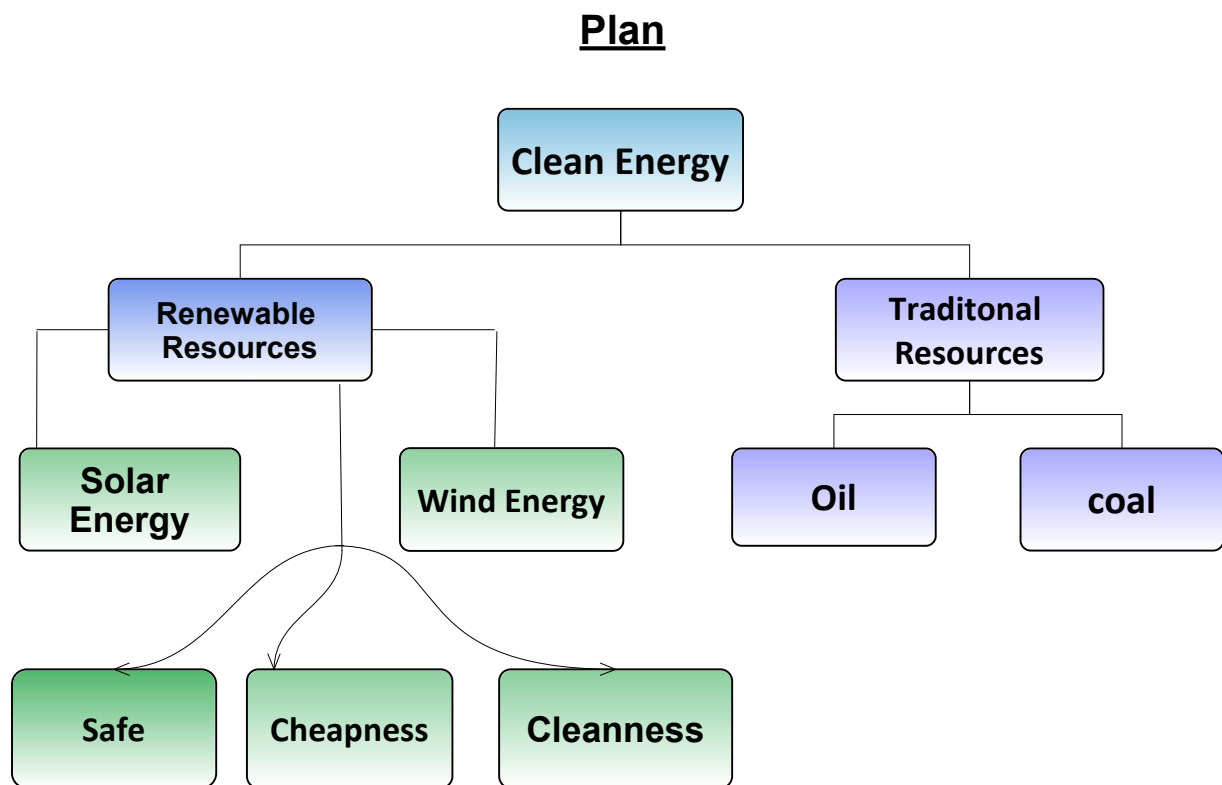 Plan
Clean Energy
Renewable
Resources
Traditonal
Resources
Solar
Energy
Wind Energy
Oil
coal
Safe
Cheapness
Cleanness